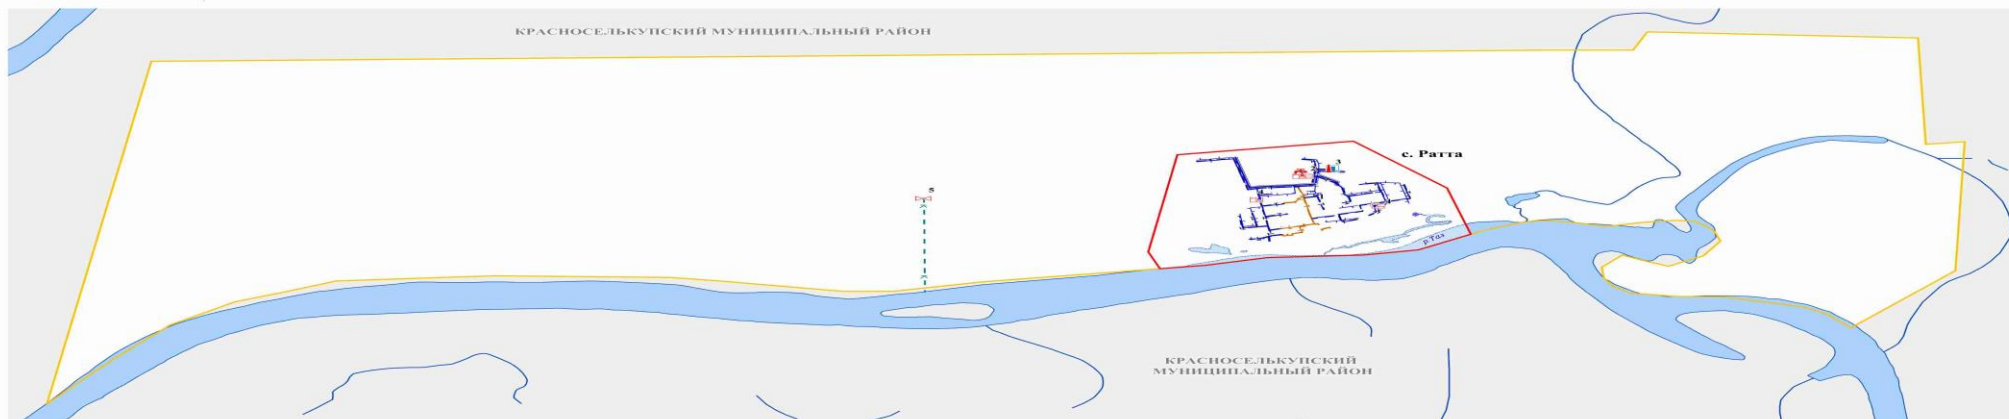 КРАСНОСЕЛЬКУПСКИЙ МУНИЦИПАЛЬНЫЙ РАЙОН
с. Ратта
3
5
р.Таз
КРАСНОСЕЛЬКУПСКИЙ
МУНИЦИПАЛЬНЫЙ РАЙОН